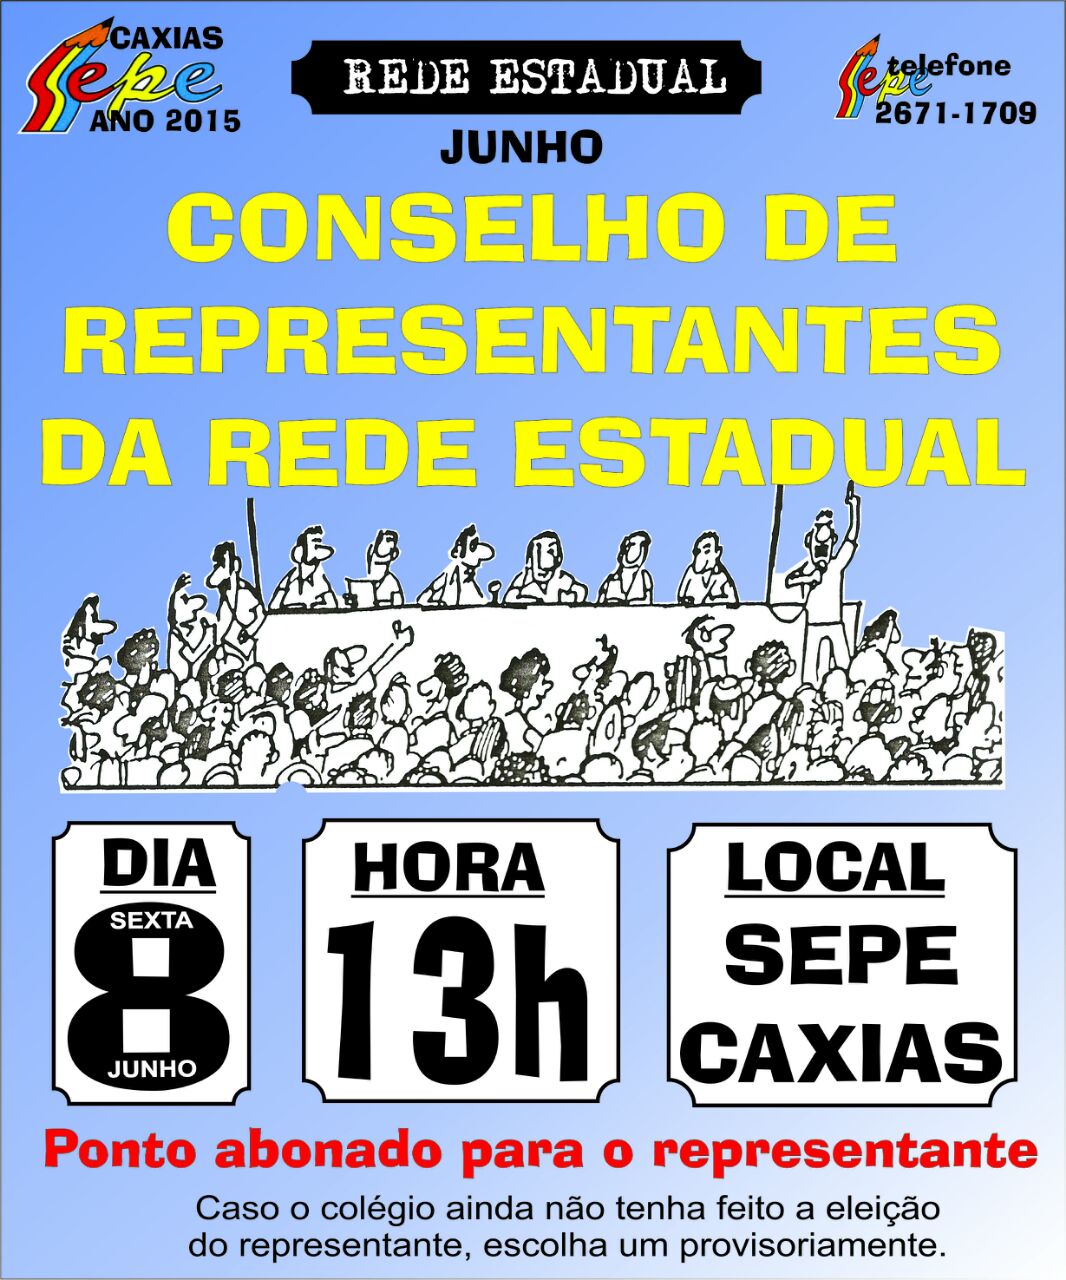 CAXIAS
Sepe
ANO 2015
REDE ESTADUAL
JUNHO
Sepe
telefone
2671-1709
CONSELHO DE
REPRESENTANTES
DA REDE ESTADUAL
DIA
SEXTA
8
JUNHO
HORA
13h
LOCAL
SEPE
CAXIAS
Ponto abonado para o representante
Caso o colégio ainda não tenha feito a eleição
do representante, escolha um provisoriamente.